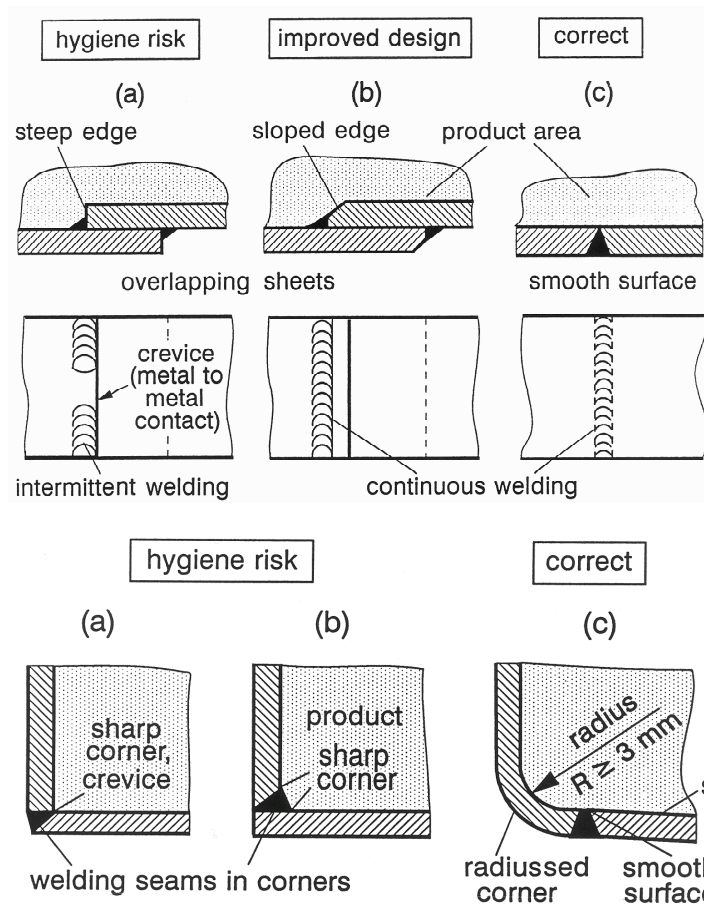 hygiene risk
improved design
correct
(a)
(b)
(c)
steep edge
sloped edge
product area
overlapping sheets
smooth surface
crevice
(metal to
metal
contact)
intermittent welding
continuous welding
hygiene risk
correct
(a)
(b)
(c)
sharp
corner,
crevice
product
sharp
corner
radius
R ≥ 3 mm
welding seams in corners
radiussed
corner